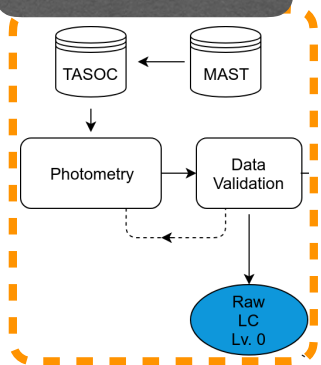 TASOC
MAST
Photometry
Data
Validation
Raw
LC
Lv. 0